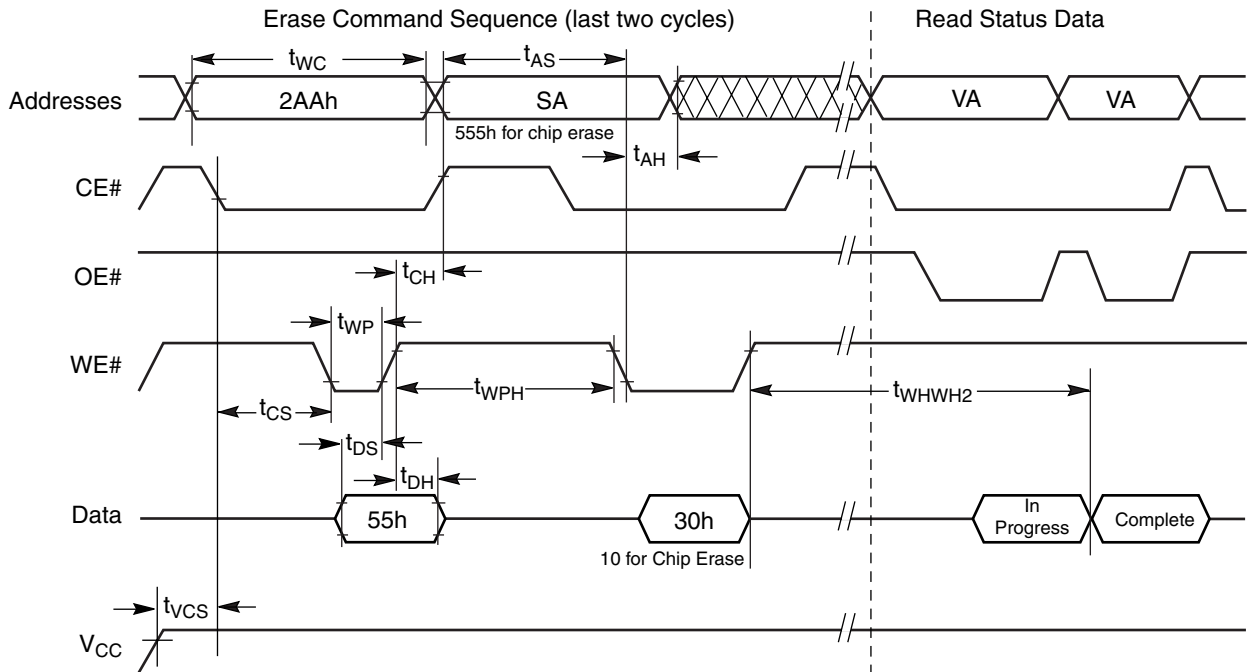 Erase Command Sequence (last two cycles)
Read Status Data
tWC
tAS
Addresses
2AAh
SA
VA
VA
555h for chip erase
tAH
CE#
OE#
tCH
tWP
WE#
tWPH
tWHWH2
tCS
tDS
tDH
Data
55h
30h
In
Progress
Complete
10 for Chip Erase
tVCS
VCC